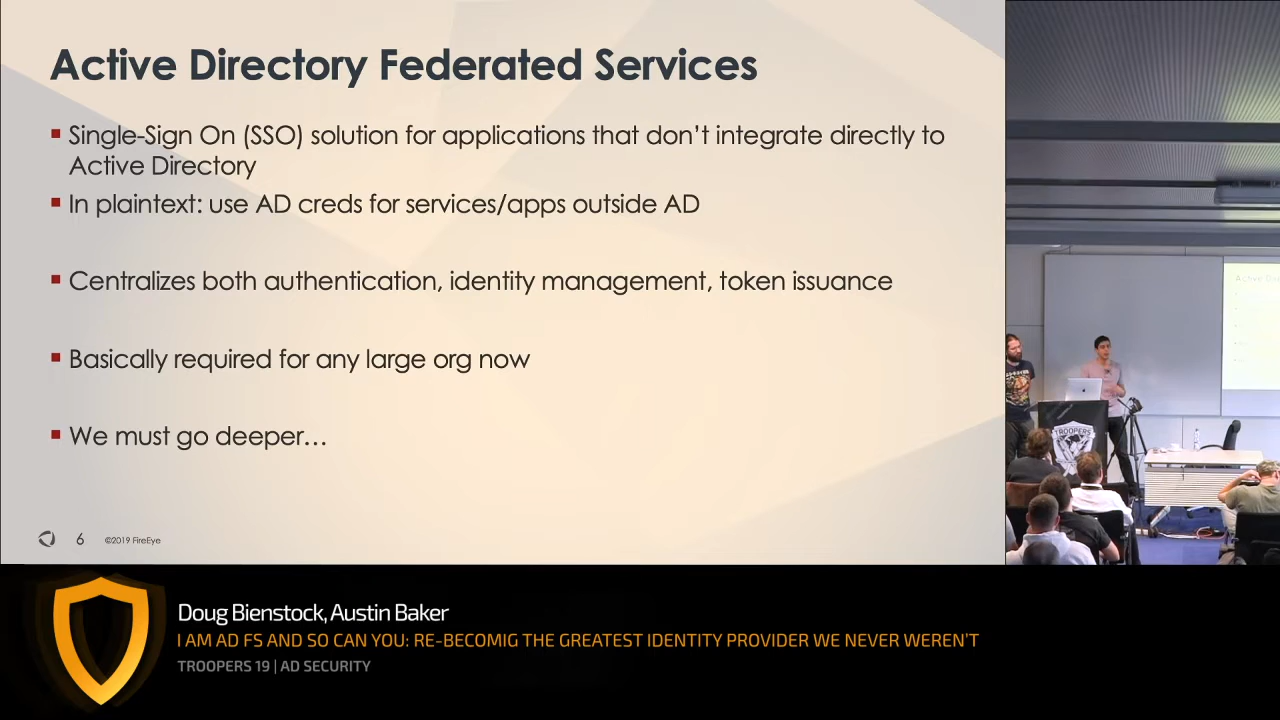 Active Directory Federated Services
▪ Single-Sign On (SSO) solution for applications that don't integrate directly to
Active Directory
▪ In plaintext: use AD creds for services/apps outside AD
▪ Centralizes both authentication, identity management, token issuance
▪ Basically required for any large org now
▪ We must go deeper…
6 ©2019 FireEye
TROOPERS
Doug Bienstock, Austin Baker
I AM AD FS AND SO CAN YOU: RE-BECOMIG THE GREATEST IDENTITY PROVIDER WE NEVER WEREN'T
TROOPERS 19 | AD SECURITY